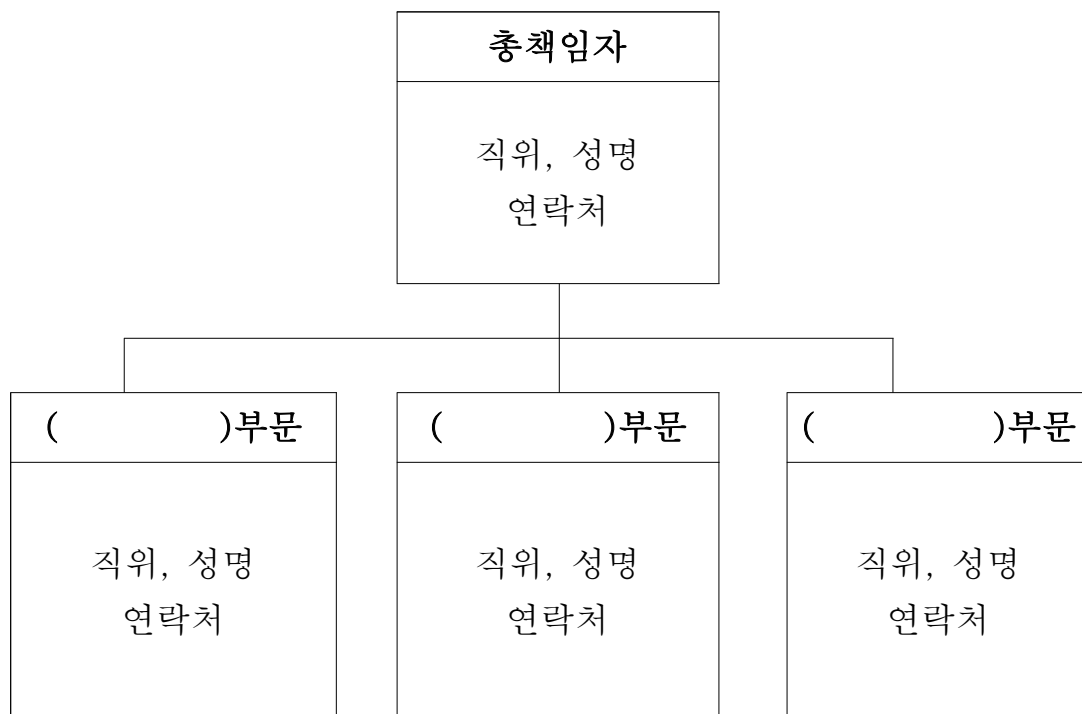 총책임자
직위, 성명
연락처
(            )부문
(            )부문
(            )부문
직위, 성명
연락처
직위, 성명
연락처
직위, 성명
연락처